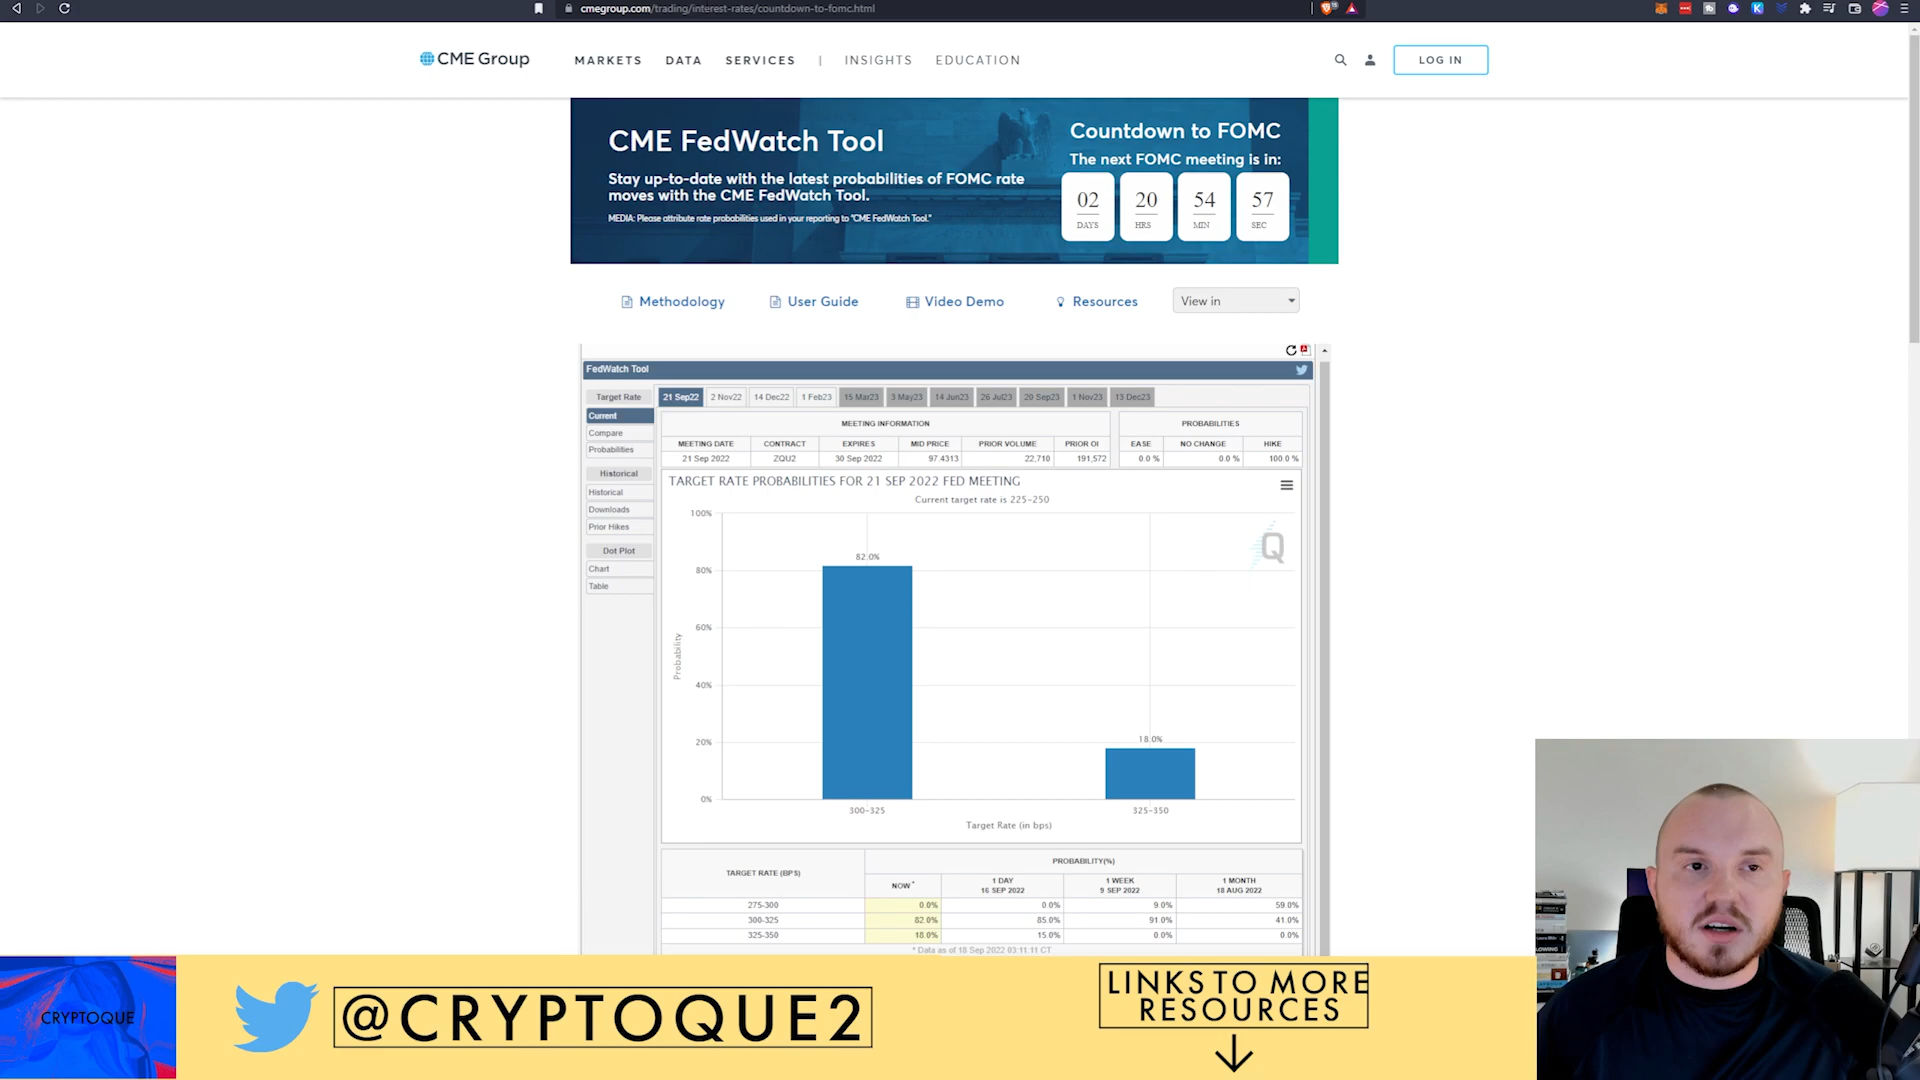 cmegroup.com/trading/interest-rates/countdown-to-fomc.html
CME Group
MARKETS DATA SERVICES | INSIGHTS EDUCATION
LOG IN
CME FedWatch Tool
Stay up-to-date with the latest probabilities of FOMC rate
moves with the CME FedWatch Tool.
MEDIA: Please attribute rate probabilities used in your reporting to "CME FedWatch Tool."
Countdown to FOMC
The next FOMC meeting is in:
02 20 54 57
DAYS HRS MIN SEC
Methodology User Guide Video Demo Resources View in
FedWatch Tool
Target Rate
Current
Compare
Probabilities
Historical
Historical
Downloads
Prior Hikes
Dot Plot
Chart
Table
21 Sep22 2 Nov22 14 Dec22 1 Feb23 15 Mar23 3 May23 14 Jun23 26 Jul23 20 Sep23 1 Nov23 13 Dec23
MEETING INFORMATION PROBABILITIES
MEETING DATE CONTRACT EXPIRES MID PRICE PRIOR VOLUME PRIOR OI EASE NO CHANGE HIKE
21 Sep 2022 ZQU2 30 Sep 2022 97.4313 22,710 191,572 0.0 % 0.0 % 100.0 %
TARGET RATE PROBABILITIES FOR 21 SEP 2022 FED MEETING
Current target rate is 225-250
100%
80%
60%
40%
20%
0%
Probability
82.0%
18.0%
Q
300-325 325-350
Target Rate (in bps)
TARGET RATE (BPS) PROBABILITY(%)
NOW * 1 DAY 16 SEP 2022 1 WEEK 9 SEP 2022 1 MONTH 18 AUG 2022
275-300 0.0% 0.0% 9.0% 59.0%
300-325 82.0% 85.0% 91.0% 41.0%
325-350 18.0% 15.0% 0.0% 0.0%
* Data as of 18 Sep 2022 03:11:11 CT
CRYPTOQUE
@CRYPTOQUE2
LINKS TO MORE
RESOURCES